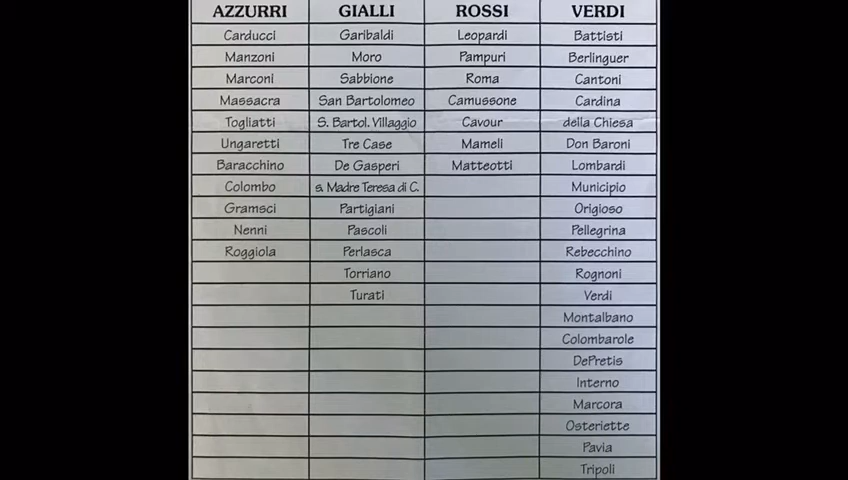 AZZURRI GIALLI ROSSI VERDI
Carducci Garibaldi Leopardi Battisti
Manzoni Moro Pampuri Berlinguer
Marconi Sabbione Roma Cantoni
Massacra San Bartolomeo Camussone Cardina
Togliatti S. Bartol. Villaggio Cavour della Chiesa
Ungaretti Tre Case Mameli Don Baroni
Baracchino De Gasperi Matteotti Lombardi
Colombo s. Madre Teresa di C. Municipio
Gramsci Partigiani Origioso
Nenni Pascoli Pellegrina
Roggiola Perlasca Rebecchino
Torriano Rognoni
Turati Verdi
Montalbano
Colombarole
DePretis
Interno
Marcora
Osteriette
Pavia
Tripoli